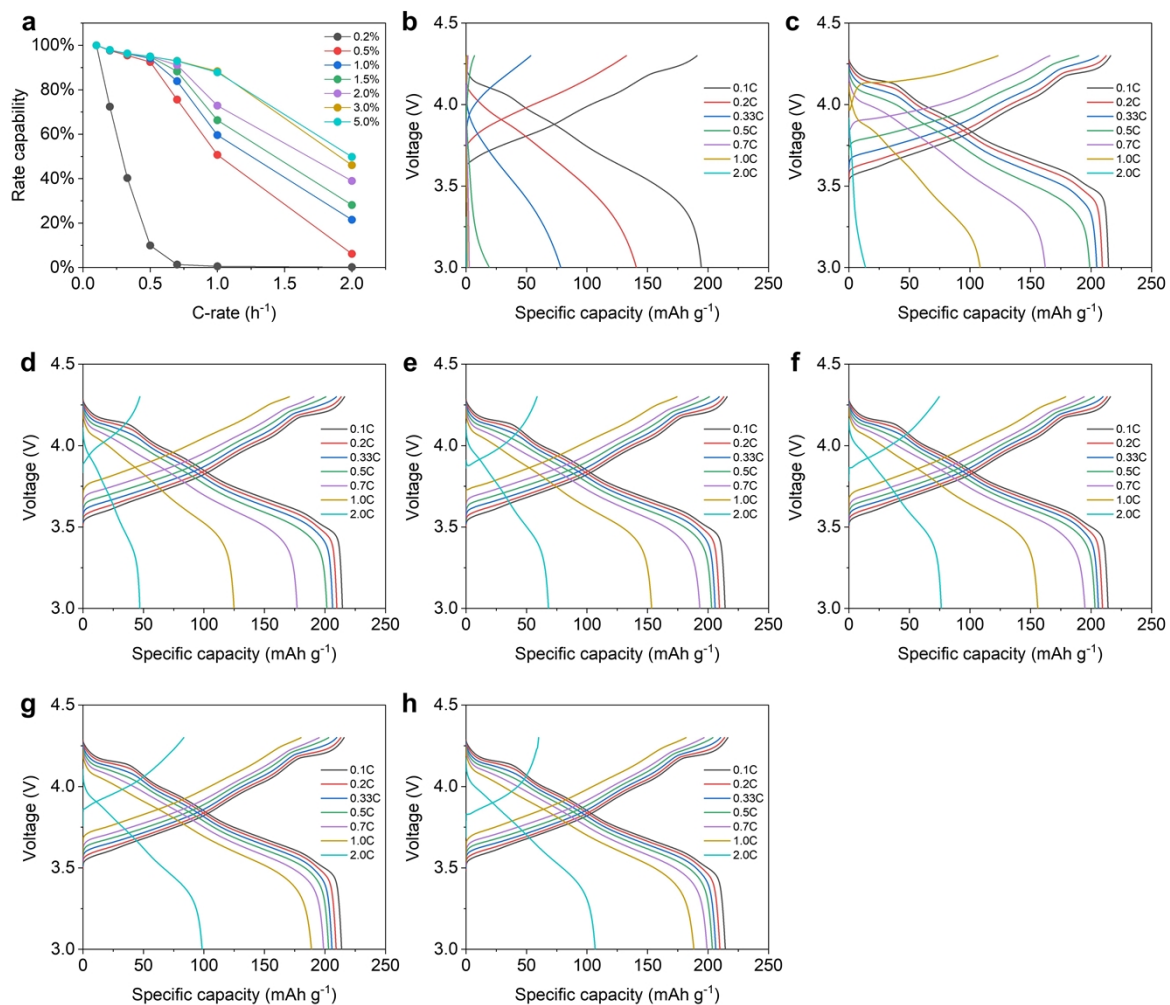 a
100%
80%
60%
40%
20%
0%
0.0
0.5
1.0
1.5
2.0
Rate capability
C-rate (h⁻¹)
0.2%
0.5%
1.0%
1.5%
2.0%
3.0%
5.0%
b
4.5
4.0
3.5
3.0
0
50
100
150
200
250
Voltage (V)
Specific capacity (mAh g⁻¹)
0.1C
0.2C
0.33C
0.5C
0.7C
1.0C
2.0C
c
4.5
4.0
3.5
3.0
0
50
100
150
200
250
Voltage (V)
Specific capacity (mAh g⁻¹)
0.1C
0.2C
0.33C
0.5C
0.7C
1.0C
2.0C
d
4.5
4.0
3.5
3.0
0
50
100
150
200
250
Voltage (V)
Specific capacity (mAh g⁻¹)
0.1C
0.2C
0.33C
0.5C
0.7C
1.0C
2.0C
e
4.5
4.0
3.5
3.0
0
50
100
150
200
250
Voltage (V)
Specific capacity (mAh g⁻¹)
0.1C
0.2C
0.33C
0.5C
0.7C
1.0C
2.0C
f
4.5
4.0
3.5
3.0
0
50
100
150
200
250
Voltage (V)
Specific capacity (mAh g⁻¹)
0.1C
0.2C
0.33C
0.5C
0.7C
1.0C
2.0C
g
4.5
4.0
3.5
3.0
0
50
100
150
200
250
Voltage (V)
Specific capacity (mAh g⁻¹)
0.1C
0.2C
0.33C
0.5C
0.7C
1.0C
2.0C
h
4.5
4.0
3.5
3.0
0
50
100
150
200
250
Voltage (V)
Specific capacity (mAh g⁻¹)
0.1C
0.2C
0.33C
0.5C
0.7C
1.0C
2.0C